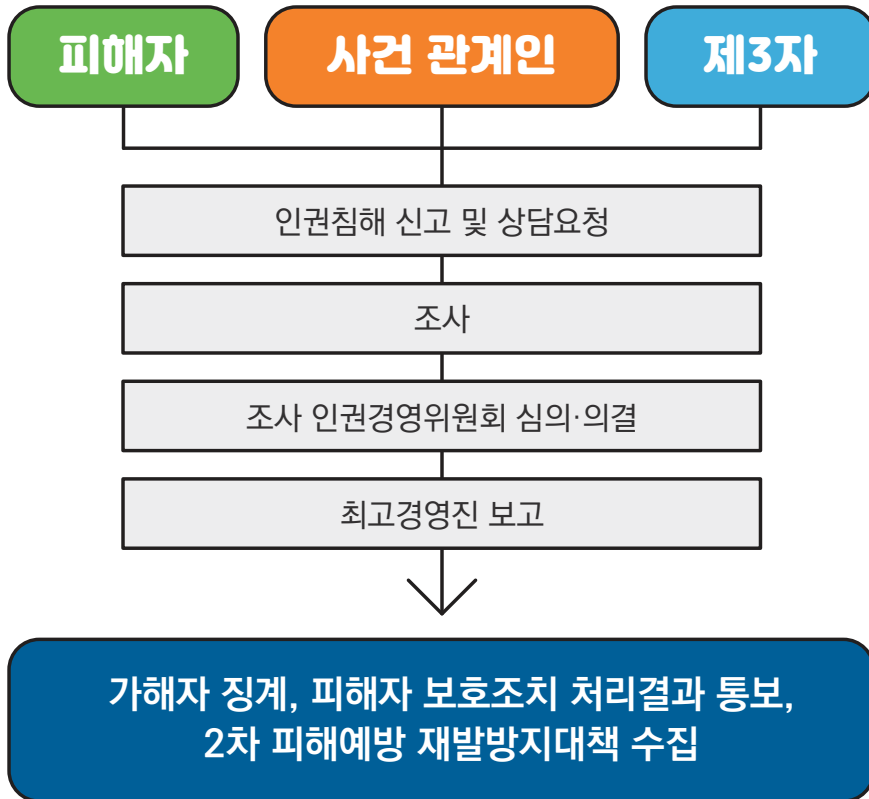 피해자 사건 관계인 제3자
인권침해 신고 및 상담요청
조사
조사 인권경영위원회 심의·의결
최고경영진 보고
가해자 징계, 피해자 보호조치 처리결과 통보,
2차 피해예방 재발방지대책 수집